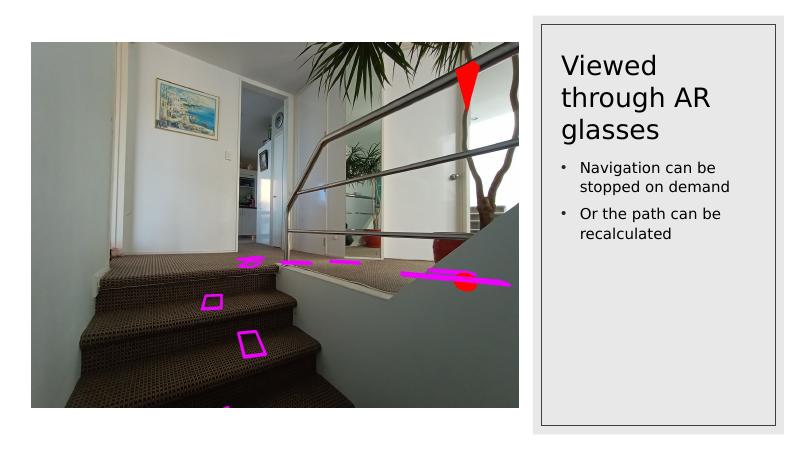 Viewed
through AR
glasses
• Navigation can be
stopped on demand
• Or the path can be
recalculated